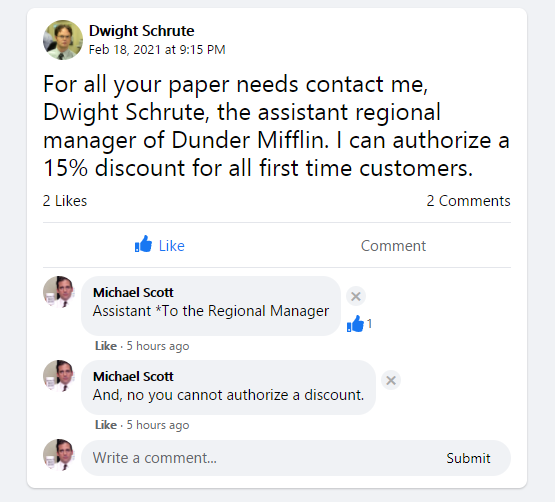 Dwight Schrute
Feb 18, 2021 at 9:15 PM
For all your paper needs contact me,
Dwight Schrute, the assistant regional
manager of Dunder Mifflin. I can authorize a
15% discount for all first time customers.
2 Likes
2 Comments
Like
Comment
Michael Scott
Assistant *To the Regional Manager
1
Like · 5 hours ago
Michael Scott
And, no you cannot authorize a discount.
Like · 5 hours ago
Write a comment...
Submit